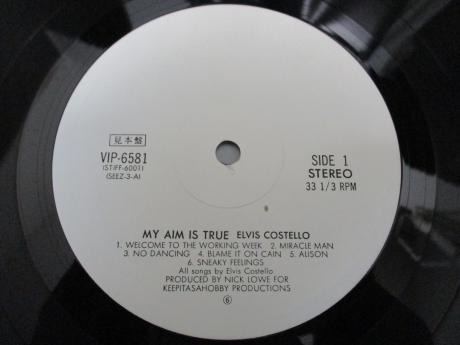 見本盤
VIP-6581
(STIFF-6001)
(SEEZ-3-A)
SIDE 1
STEREO
33 1/3 RPM
MY AIM IS TRUE ELVIS COSTELLO
1. WELCOME TO THE WORKING WEEK 2. MIRACLE MAN
3. NO DANCING 4. BLAME IT ON CAIN 5. ALISON
6. SNEAKY FEELINGS
All songs by Elvis Costello
PRODUCED BY NICK LOWE FOR
KEEPITASAHOBBY PRODUCTIONS
⑥